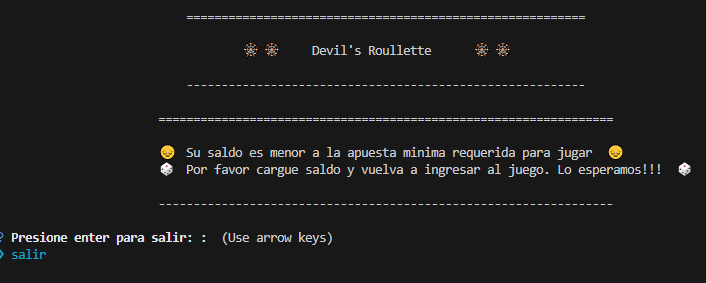 =========================================================
🎡 🎡 Devil's Roullette 🎡 🎡
---------------------------------------------------------
=================================================================
😞 Su saldo es menor a la apuesta minima requerida para jugar 😞
🎲 Por favor cargue saldo y vuelva a ingresar al juego. Lo esperamos!!! 🎲
-----------------------------------------------------------------
? Presione enter para salir: : (Use arrow keys)
❯ salir